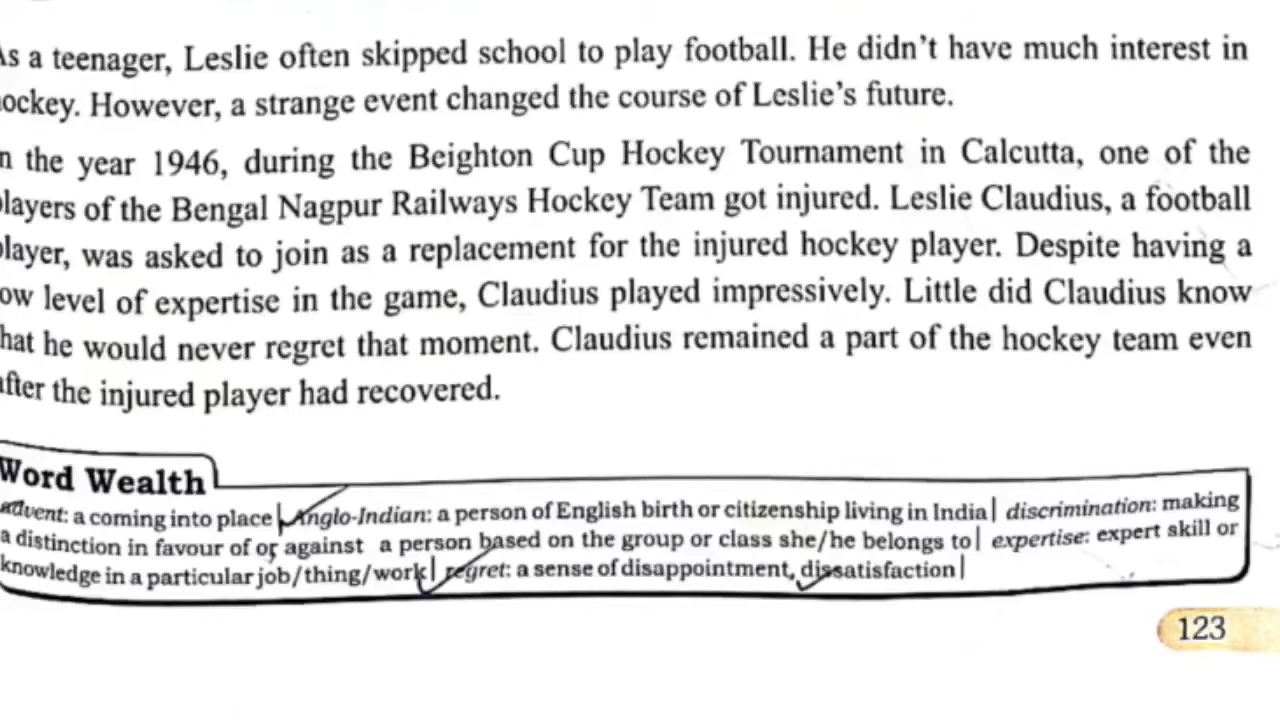 As a teenager, Leslie often skipped school to play football. He didn't have much interest in
ockey. However, a strange event changed the course of Leslie's future.
n the year 1946, during the Beighton Cup Hockey Tournament in Calcutta, one of the
players of the Bengal Nagpur Railways Hockey Team got injured. Leslie Claudius, a football
player, was asked to join as a replacement for the injured hockey player. Despite having a
ow level of expertise in the game, Claudius played impressively. Little did Claudius know
hat he would never regret that moment. Claudius remained a part of the hockey team even
after the injured player had recovered.
Word Wealth
advent: a coming into place | Anglo-Indian: a person of English birth or citizenship living in India | discrimination: making
a distinction in favour of or against a person based on the group or class she/he belongs to | expertise: expert skill or
knowledge in a particular job/thing/work | regret: a sense of disappointment, dissatisfaction |
123